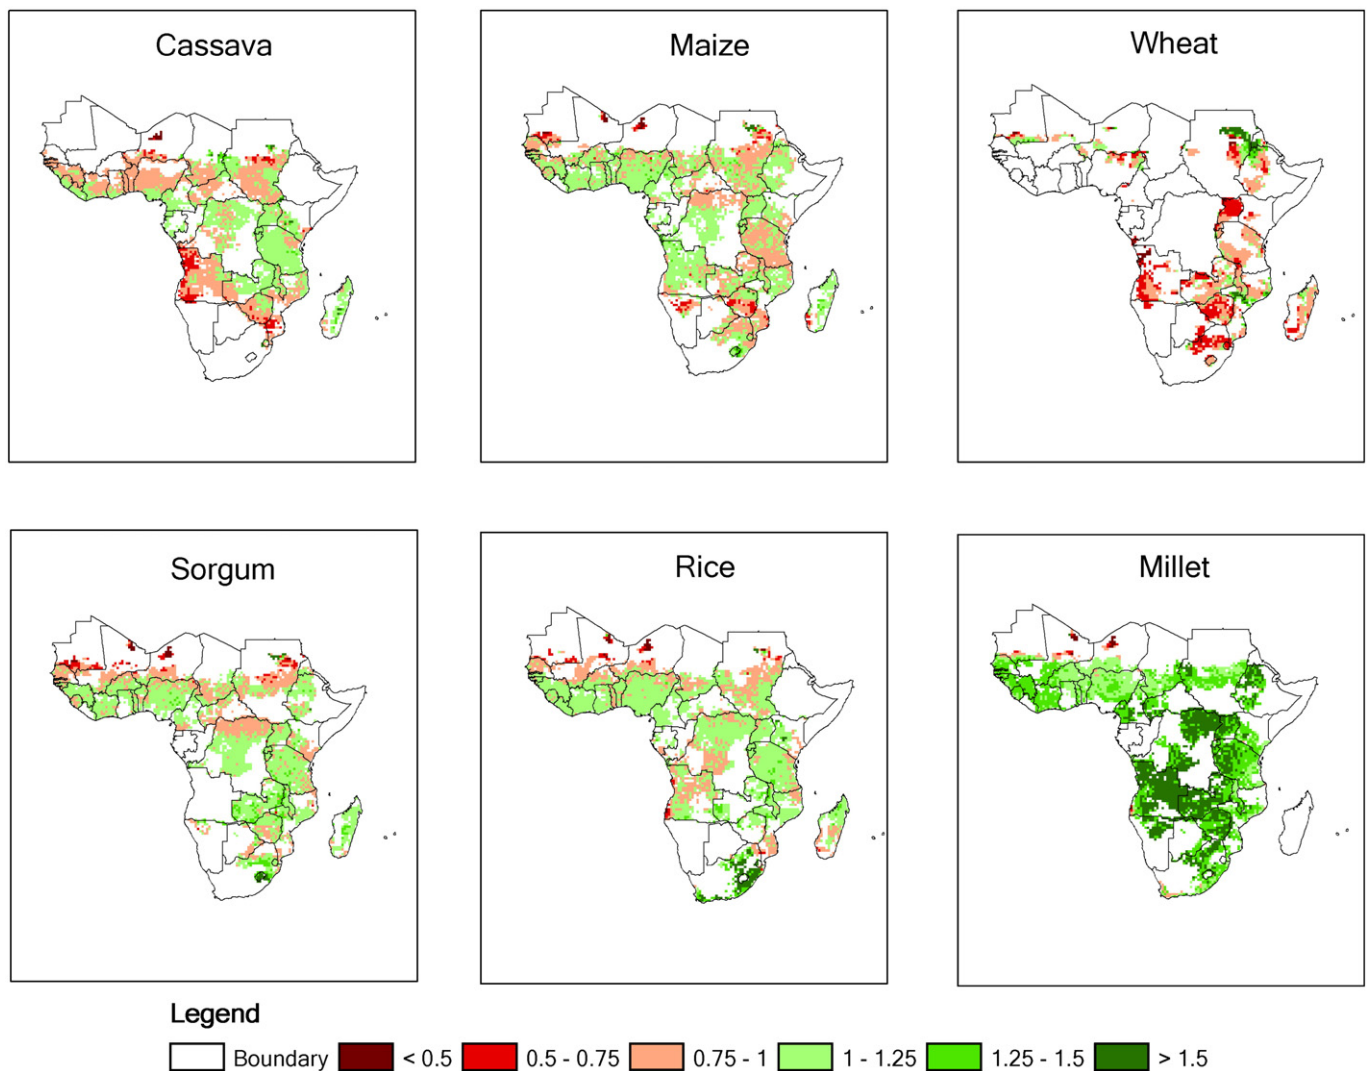 Cassava
Maize
Wheat
Sorgum
Rice
Millet
Legend
Boundary < 0.5 0.5 - 0.75 0.75 - 1 1 - 1.25 1.25 - 1.5 > 1.5